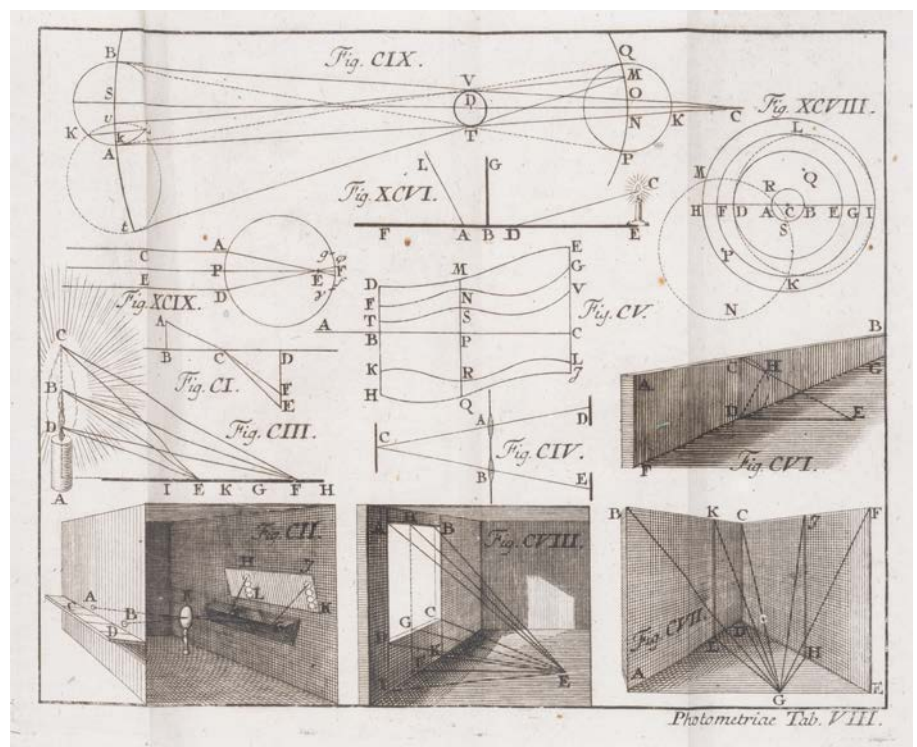 Fig. CIX.
B
S
v
K
k
A
t
V
D
T
Q
M
O
N
K
P
C
Fig. XCVIII.
L
M
Q
R
H F D A C B E G I
S
P
K
N
Fig. XCVI.
L
G
C
F A B D E
Fig. XCIX.
C A
P
E D
E F
Fig. CV.
M
E
G
D
N
F
V
T
S
A B P C
K
R
L
J
H
Q
Fig. CI.
A
B C D
F
E
Fig. CIII.
C
B
D
A
I E K G F H
Fig. CIV.
A
D
C
B
E
Fig. CVI.
B
A
C H
G
D
E
F
Fig. CII.
A
B
C
D
H
L
J
K
Fig. CVIII.
A B B
G C
F K
E
Fig. CVII.
B K C J F
D
L
H
A
G
E
Photometriae Tab. VIII.